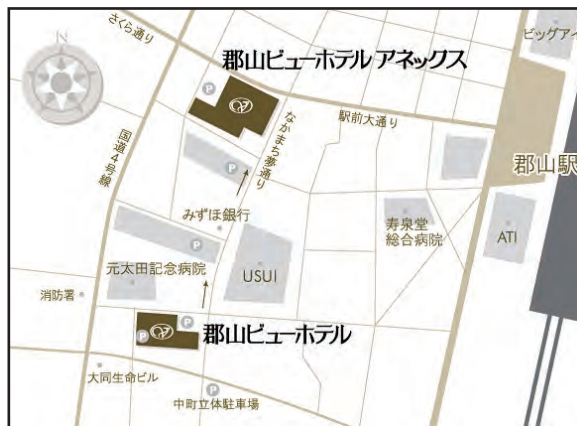 さくら通り
N
郡山ビューホテル アネックス
ビッグアイ
P
駅前大通り
国道4号線
なかまち夢通り
P
郡山駅
みずほ銀行
寿泉堂
総合病院
P
元太田記念病院
USUI
ATI
消防署
P
P
郡山ビューホテル
大同生命ビル
P
中町立体駐車場